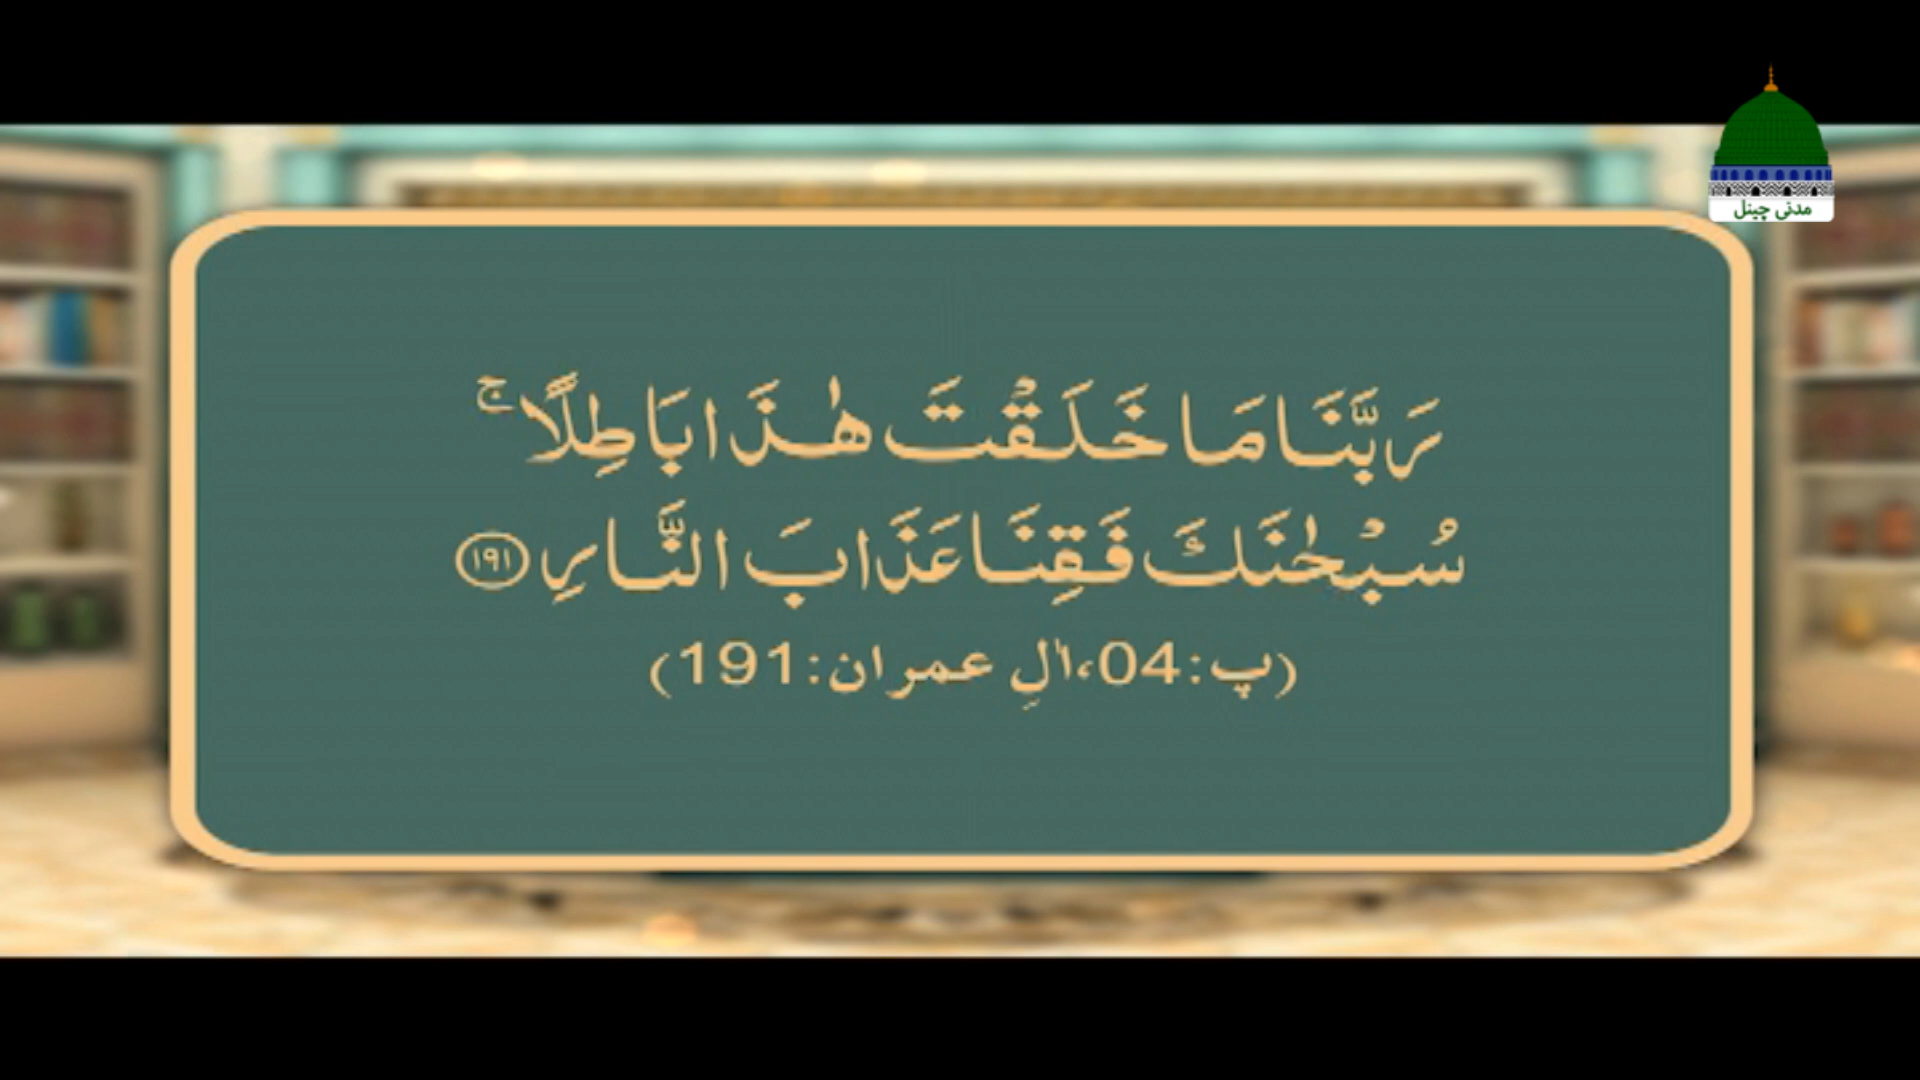 مدنی چینل
رَبَّنَا مَا خَلَقْتَ هٰذَا بَاطِلًا ۚ
سُبْحٰنَكَ فَقِنَا عَذَابَ النَّارِ ﴿۱۹۱﴾
(پ:04،اٰلِ عمران:191)